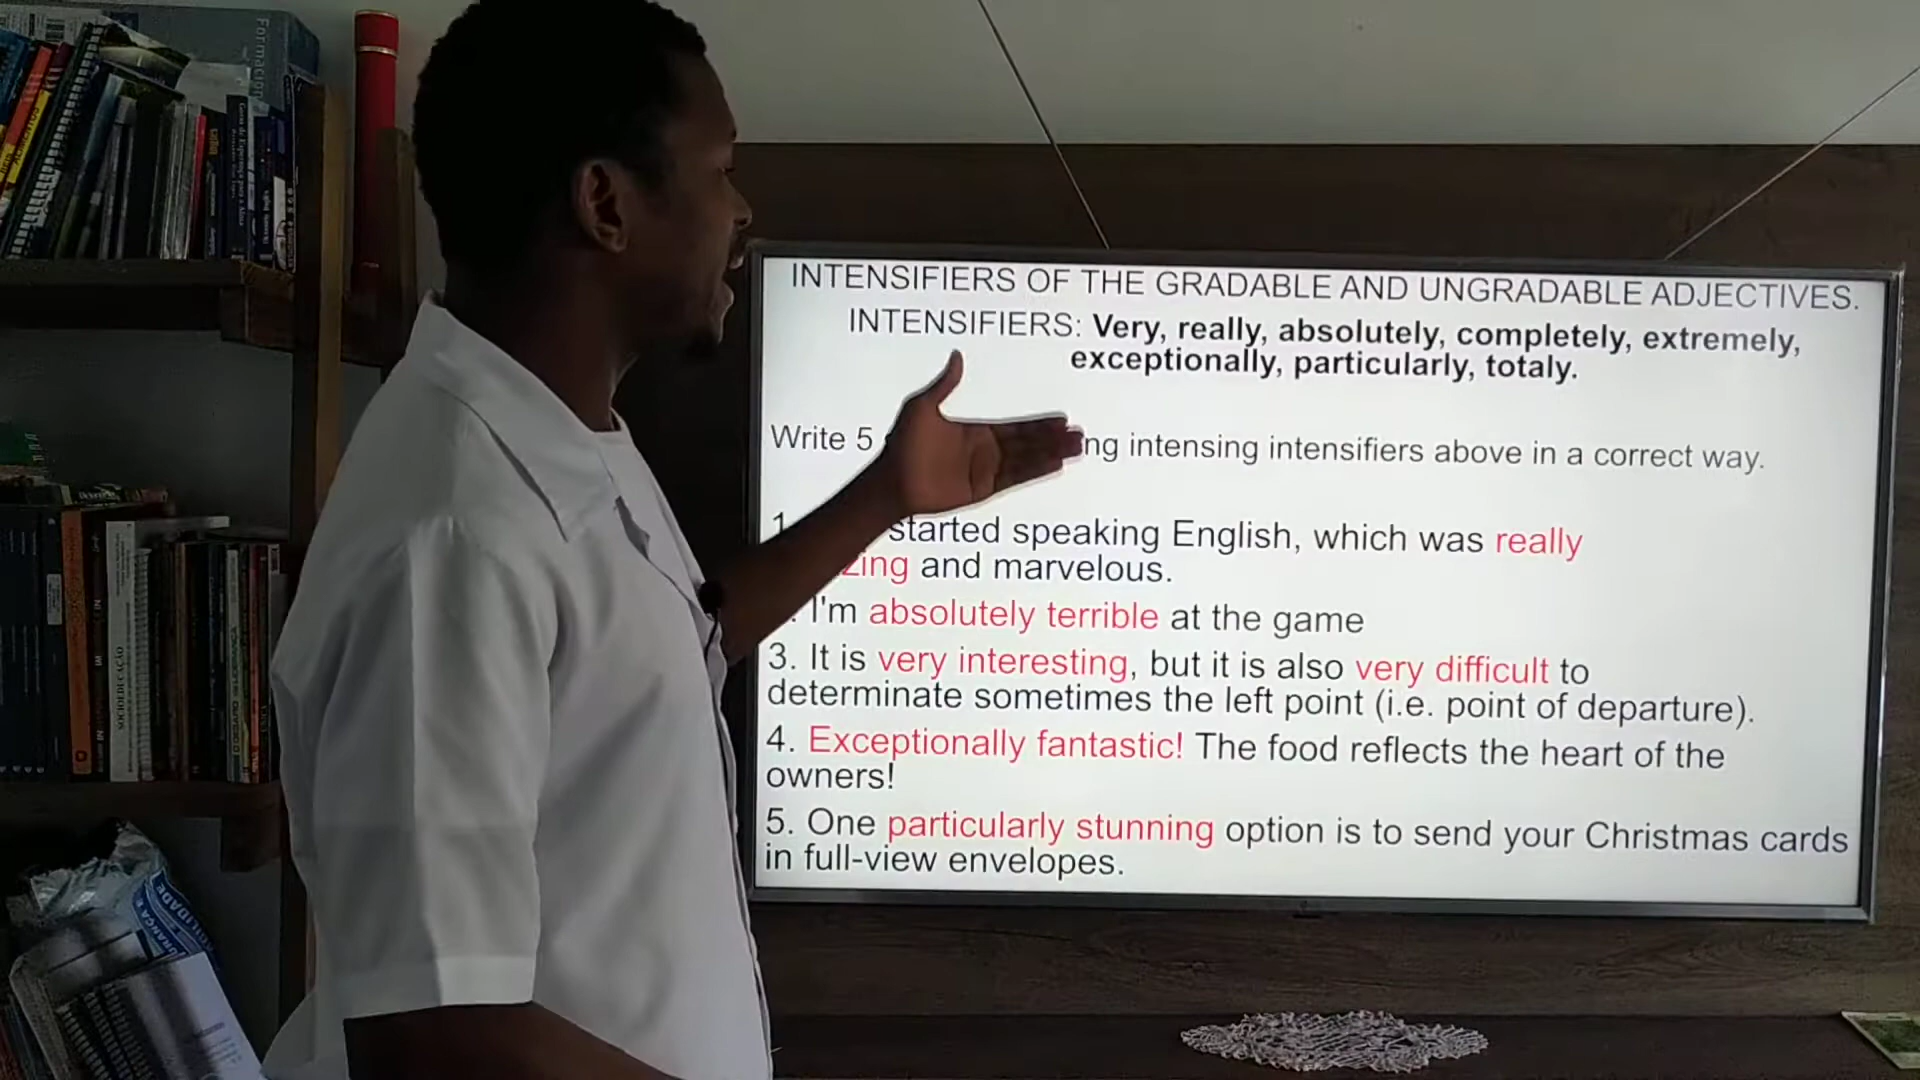 Formación
SOCIOEDUCAÇÃO
INTENSIFIERS OF THE GRADABLE AND UNGRADABLE ADJECTIVES.
INTENSIFIERS: Very, really, absolutely, completely, extremely,
exceptionally, particularly, totaly.
Write 5 ng intensing intensifiers above in a correct way.
1. started speaking English, which was really
zing and marvelous.
I'm absolutely terrible at the game
3. It is very interesting, but it is also very difficult to
determinate sometimes the left point (i.e. point of departure).
4. Exceptionally fantastic! The food reflects the heart of the
owners!
5. One particularly stunning option is to send your Christmas cards
in full-view envelopes.